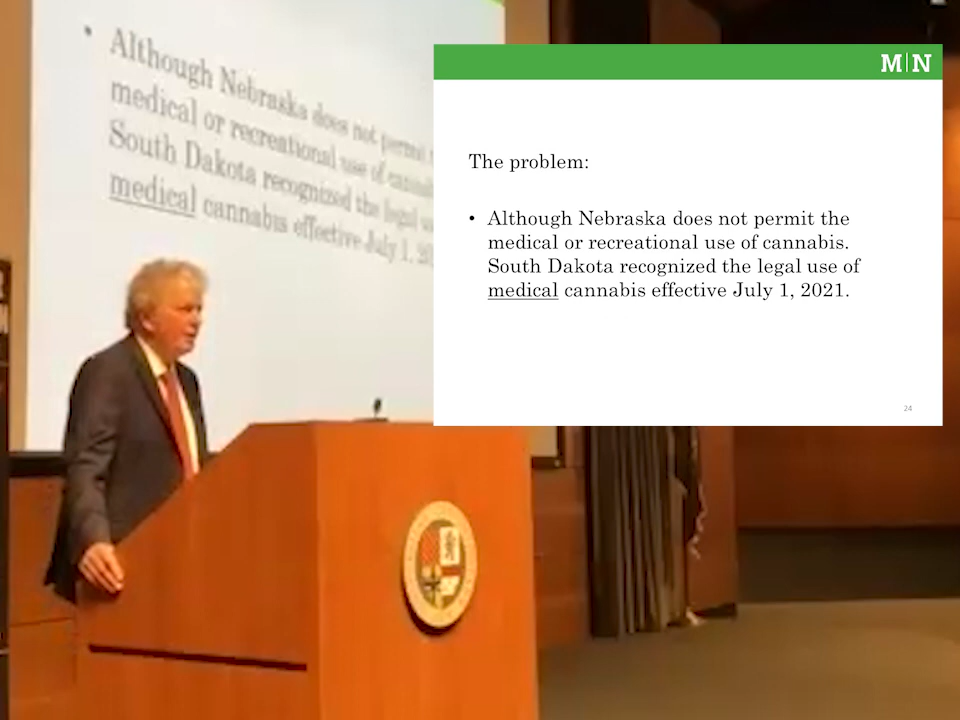 • Although Nebraska does not permit
medical or recreational use of
South Dakota recognized the legal
medical cannabis effective July 1,
M|N
The problem:
• Although Nebraska does not permit the
medical or recreational use of cannabis.
South Dakota recognized the legal use of
medical cannabis effective July 1, 2021.
24